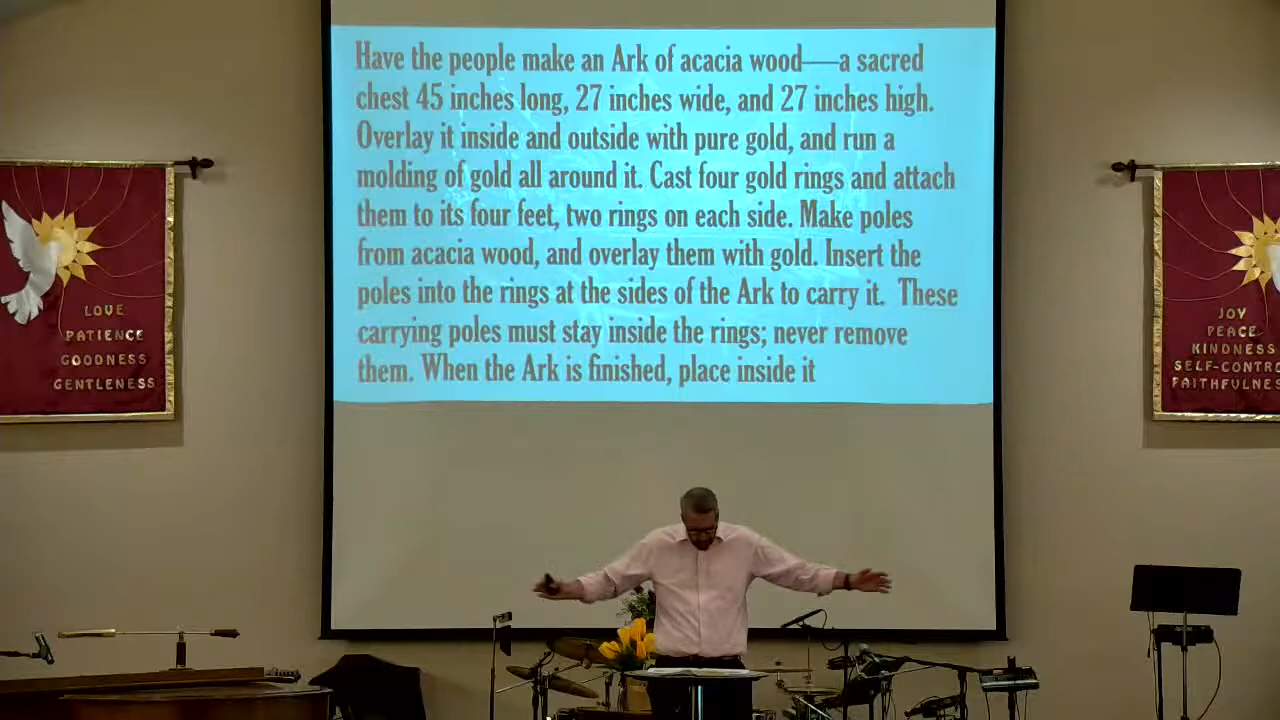 Have the people make an Ark of acacia wood—a sacred
chest 45 inches long, 27 inches wide, and 27 inches high.
Overlay it inside and outside with pure gold, and run a
molding of gold all around it. Cast four gold rings and attach
them to its four feet, two rings on each side. Make poles
from acacia wood, and overlay them with gold. Insert the
poles into the rings at the sides of the Ark to carry it. These
carrying poles must stay inside the rings; never remove
them. When the Ark is finished, place inside it
LOVE
PATIENCE
GOODNESS
GENTLENESS
JOY
PEACE
KINDNESS
SELF-CONTRO
FAITHFULNES